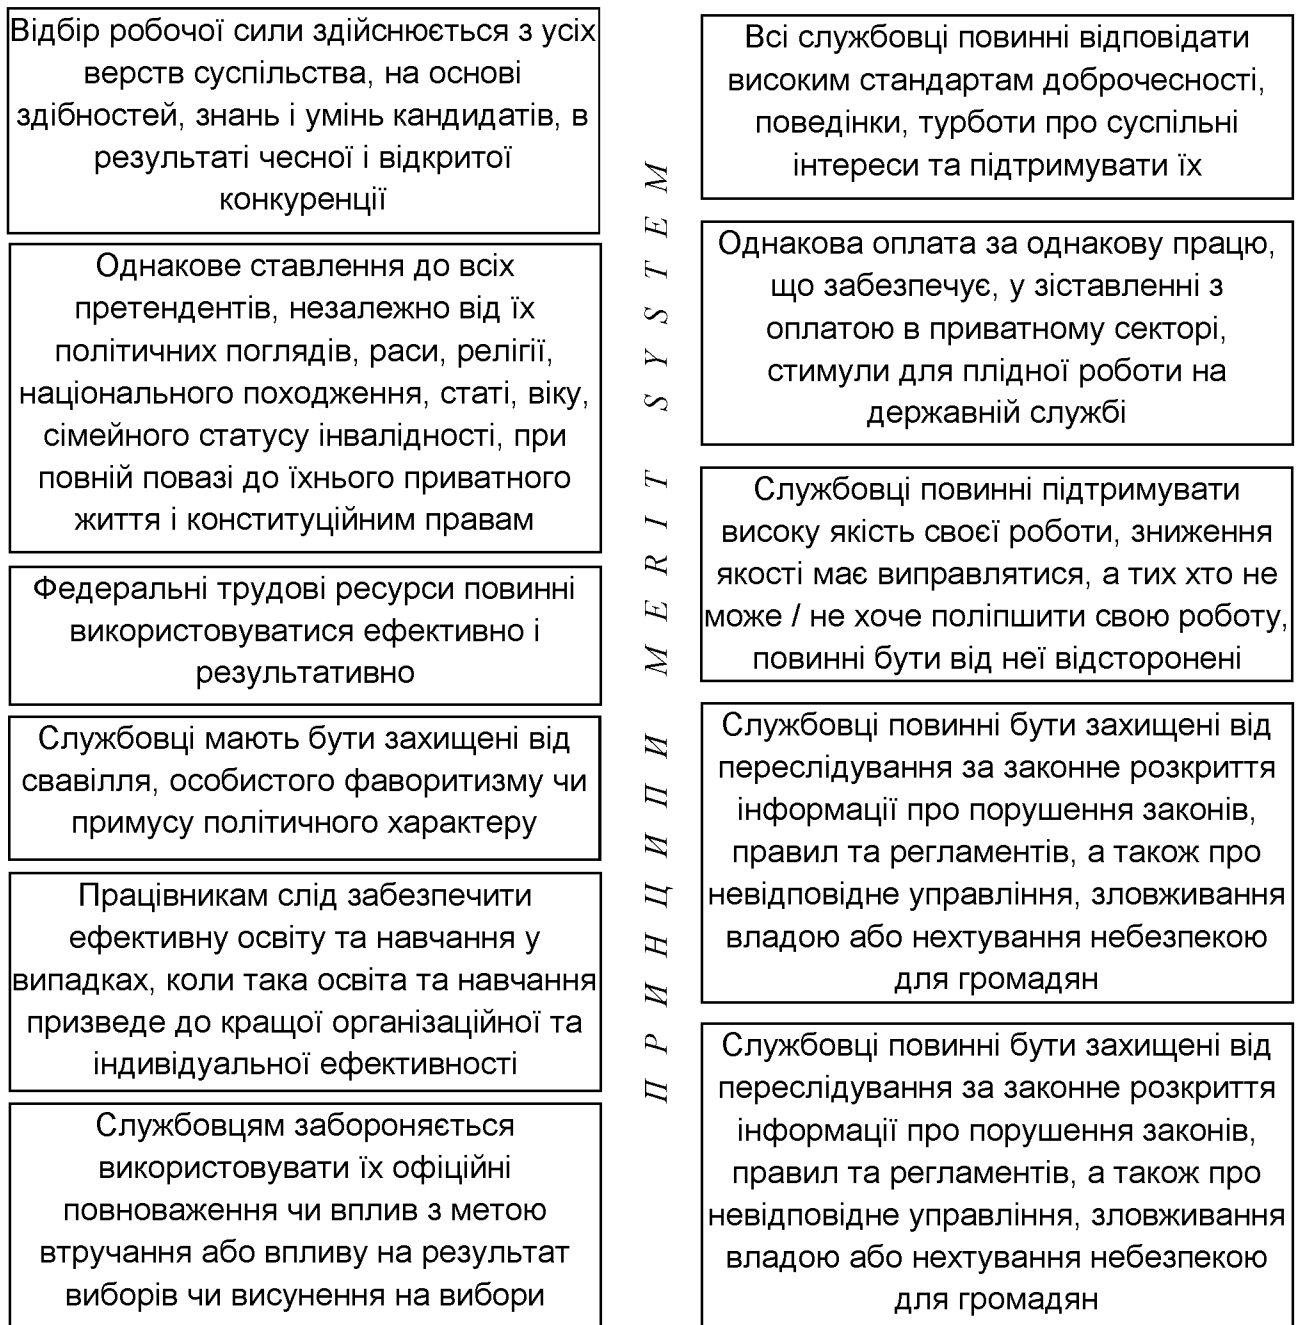 Відбір робочої сили здійснюється з усіх
верств суспільства, на основі
здібностей, знань і умінь кандидатів, в
результаті чесної і відкритої
конкуренції
Однакове ставлення до всіх
претендентів, незалежно від їх
політичних поглядів, раси, релігії,
національного походження, статі, віку,
сімейного статусу інвалідності, при
повній повазі до їхнього приватного
життя і конституційним правам
Федеральні трудові ресурси повинні
використовуватися ефективно і
результативно
Службовці мають бути захищені від
свавілля, особистого фаворитизму чи
примусу політичного характеру
Працівникам слід забезпечити
ефективну освіту та навчання у
випадках, коли така освіта та навчання
призведе до кращої організаційної та
індивідуальної ефективності
Службовцям забороняється
використовувати їх офіційні
повноваження чи вплив з метою
втручання або впливу на результат
виборів чи висунення на вибори
ПРИНЦИПИ MERIT SYSTEM
Всі службовці повинні відповідати
високим стандартам доброчесності,
поведінки, турботи про суспільні
інтереси та підтримувати їх
Однакова оплата за однакову працю,
що забезпечує, у зіставленні з
оплатою в приватному секторі,
стимули для плідної роботи на
державній службі
Службовці повинні підтримувати
високу якість своєї роботи, зниження
якості має виправлятися, а тих хто не
може / не хоче поліпшити свою роботу,
повинні бути від неї відсторонені
Службовці повинні бути захищені від
переслідування за законне розкриття
інформації про порушення законів,
правил та регламентів, а також про
невідповідне управління, зловживання
владою або нехтування небезпекою
для громадян
Службовці повинні бути захищені від
переслідування за законне розкриття
інформації про порушення законів,
правил та регламентів, а також про
невідповідне управління, зловживання
владою або нехтування небезпекою
для громадян